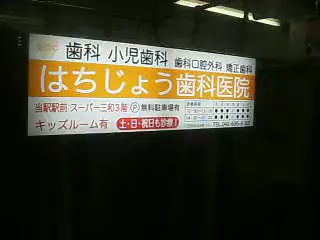 歯科 小児歯科 歯科口腔外科 矯正歯科
はちじょう歯科医院
当駅駅前 スーパー三和3階 Ⓟ無料駐車場有
キッズルーム有 土・日・祝日も診療!